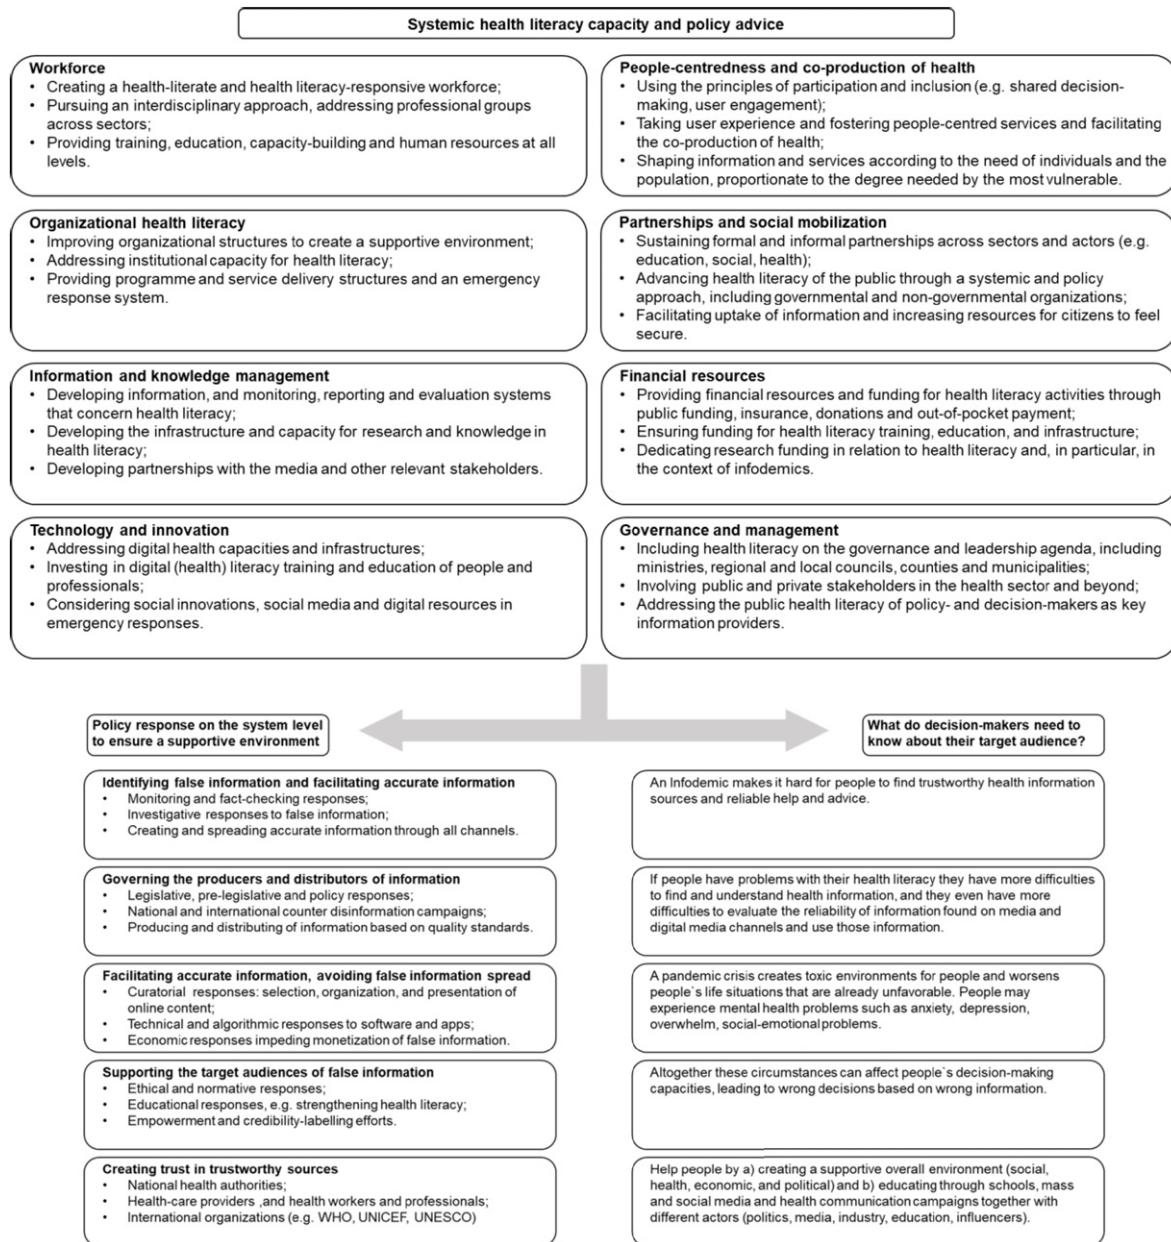 Systemic health literacy capacity and policy advice
Workforce
• Creating a health-literate and health literacy-responsive workforce;
• Pursuing an interdisciplinary approach, addressing professional groups
across sectors;
• Providing training, education, capacity-building and human resources at all
levels.
People-centredness and co-production of health
• Using the principles of participation and inclusion (e.g. shared decision-
making, user engagement);
• Taking user experience and fostering people-centred services and facilitating
the co-production of health;
• Shaping information and services according to the need of individuals and the
population, proportionate to the degree needed by the most vulnerable.
Organizational health literacy
• Improving organizational structures to create a supportive environment;
• Addressing institutional capacity for health literacy;
• Providing programme and service delivery structures and an emergency
response system.
Partnerships and social mobilization
• Sustaining formal and informal partnerships across sectors and actors (e.g.
education, social, health);
• Advancing health literacy of the public through a systemic and policy
approach, including governmental and non-governmental organizations;
• Facilitating uptake of information and increasing resources for citizens to feel
secure.
Information and knowledge management
• Developing information, and monitoring, reporting and evaluation systems
that concern health literacy;
• Developing the infrastructure and capacity for research and knowledge in
health literacy;
• Developing partnerships with the media and other relevant stakeholders.
Financial resources
• Providing financial resources and funding for health literacy activities through
public funding, insurance, donations and out-of-pocket payment;
• Ensuring funding for health literacy training, education, and infrastructure;
• Dedicating research funding in relation to health literacy and, in particular, in
the context of infodemics.
Technology and innovation
• Addressing digital health capacities and infrastructures;
• Investing in digital (health) literacy training and education of people and
professionals;
• Considering social innovations, social media and digital resources in
emergency responses.
Governance and management
• Including health literacy on the governance and leadership agenda, including
ministries, regional and local councils, counties and municipalities;
• Involving public and private stakeholders in the health sector and beyond;
• Addressing the public health literacy of policy- and decision-makers as key
information providers.
Policy response on the system level
to ensure a supportive environment
What do decision-makers need to
know about their target audience?
Identifying false information and facilitating accurate information
• Monitoring and fact-checking responses;
• Investigative responses to false information;
• Creating and spreading accurate information through all channels.
An Infodemic makes it hard for people to find trustworthy health information
sources and reliable help and advice.
Governing the producers and distributors of information
• Legislative, pre-legislative and policy responses;
• National and international counter disinformation campaigns;
• Producing and distributing of information based on quality standards.
If people have problems with their health literacy they have more difficulties
to find and understand health information, and they even have more
difficulties to evaluate the reliability of information found on media and
digital media channels and use those information.
Facilitating accurate information, avoiding false information spread
• Curatorial responses: selection, organization, and presentation of
online content;
• Technical and algorithmic responses to software and apps;
• Economic responses impeding monetization of false information.
A pandemic crisis creates toxic environments for people and worsens
people`s life situations that are already unfavorable. People may
experience mental health problems such as anxiety, depression,
overwhelm, social-emotional problems.
Supporting the target audiences of false information
• Ethical and normative responses;
• Educational responses, e.g. strengthening health literacy;
• Empowerment and credibility-labelling efforts.
Altogether these circumstances can affect people`s decision-making
capacities, leading to wrong decisions based on wrong information.
Creating trust in trustworthy sources
• National health authorities;
• Health-care providers ,and health workers and professionals;
• International organizations (e.g. WHO, UNICEF, UNESCO)
Help people by a) creating a supportive overall environment (social,
health, economic, and political) and b) educating through schools, mass
and social media and health communication campaigns together with
different actors (politics, media, industry, education, influencers).